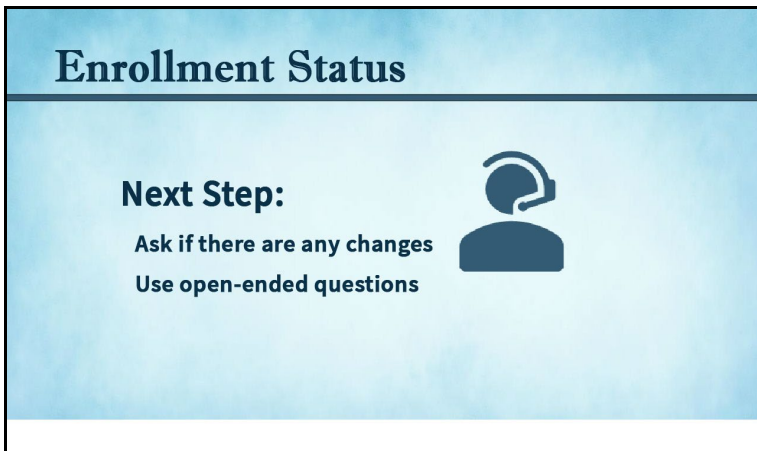 Enrollment Status
Next Step:
Ask if there are any changes
Use open-ended questions